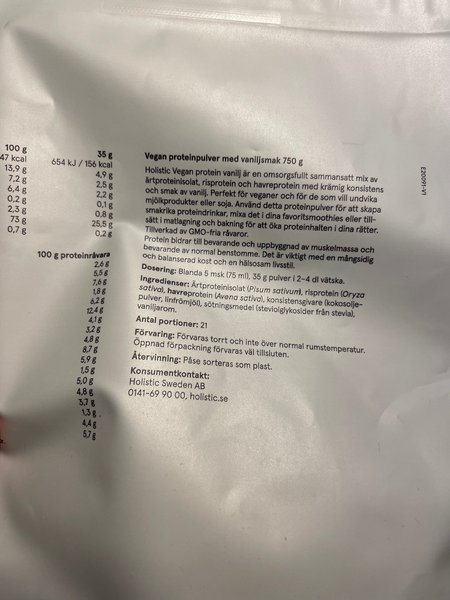 100 g 35 g
47 kcal 654 kJ / 156 kcal
13,9 g 4,9 g
7,2 g 2,5 g
6,4 g 2,2 g
0,2 g 0,1 g
2,3 g 0,8 g
73 g 25,5 g
0,7 g 0,2 g
100 g proteinråvara
2,6 g
5,5 g
7,6 g
1,8 g
6,2 g
12,4 g
4,1 g
3,2 g
4,8 g
8,7 g
5,9 g
1,5 g
5,0 g
4,8 g
3,7 g
1,3 g
4,4 g
5,7 g
Vegan proteinpulver med vaniljsmak 750 g
Holistic Vegan protein vanilj är en omsorgsfullt sammansatt mix av
ärtproteinisolat, risprotein och havreprotein med krämig konsistens
och smak av vanilj. Perfekt för veganer och för de som vill undvika
mjölkprodukter eller soja. Använd detta proteinpulver för att skapa
smakrika proteindrinkar, mixa det i dina favoritsmoothies eller till-
sätt i matlagning och bakning för att öka proteinhalten i dina rätter.
Tillverkad av GMO-fria råvaror.
Protein bidrar till bevarande och uppbyggnad av muskelmassa och
bevarande av normal benstomme. Det är viktigt med en mångsidig
och balanserad kost och en hälsosam livsstil.
Dosering: Blanda 5 msk (75 ml), 35 g pulver i 2–4 dl vätska.
Ingredienser: Ärtproteinisolat (Pisum sativum), risprotein (Oryza
sativa), havreprotein (Avena sativa), konsistensgivare (kokosolje-
pulver, linfrömjöl), sötningsmedel (steviolglykosider från stevia),
vaniljarom.
Antal portioner: 21
Förvaring: Förvaras torrt och inte över normal rumstemperatur.
Öppnad förpackning förvaras väl tillsluten.
Återvinning: Påse sorteras som plast.
Konsumentkontakt:
Holistic Sweden AB
0141-69 90 00, holistic.se